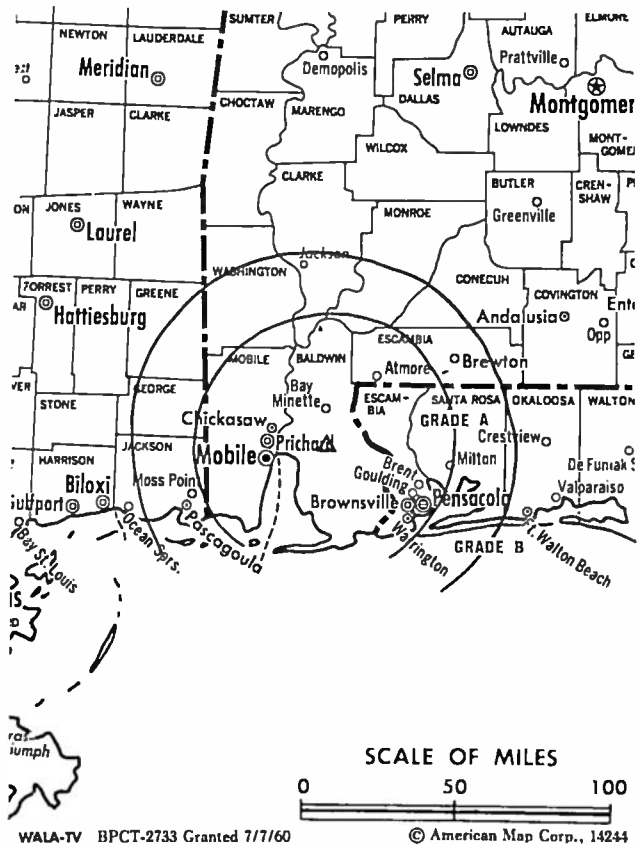 SUMTER
PERRY
ELMORE
NEWTON
LAUDERDALE
AUTAUGA
Prattville
Meridian
Demopolis
Selma
CHOCTAW
MARENGO
DALLAS
Montgomer
JASPER
CLARKE
LOWNDES
MONT-
GOMER
WILCOX
CLARKE
BUTLER
CREN-
SHAW
JONES
WAYNE
MONROE
Greenville
Laurel
Jackson
WASHINGTON
CONECUH
FORREST
PERRY
GREENE
COVINGTON
Hattiesburg
Andalusia
Opp
ESCAMBIA
MOBILE
BALDWIN
Atmore
Brewton
STONE
GEORGE
Bay
Minette
ESCAM-
BIA
SANTA ROSA
OKALOOSA
WALTON
GRADE A
Chickasaw
Crestview
Prichard
HARRISON
JACKSON
Mobile
Milton
De Funiak S
Brent
Goulding
Valparaiso
Biloxi
Moss Point
Pensacola
Brownsville
Gulfport
Ocean Sprs.
Pascagoula
Warrington
GRADE B
Ft. Walton Beach
Bay St. Louis
iumph
SCALE OF MILES
0 50 100
WALA-TV BPCT-2733 Granted 7/7/60
© American Map Corp., 14244